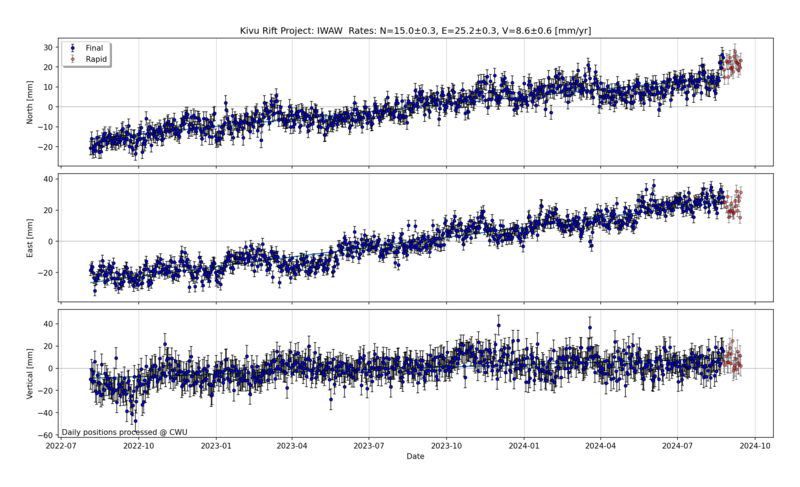 Kivu Rift Project: IWAW Rates: N=15.0±0.3, E=25.2±0.3, V=8.6±0.6 [mm/yr]
Final
Rapid
30
20
10
0
−10
−20
North [mm]
40
20
0
−20
East [mm]
40
20
0
−20
−40
−60
Vertical [mm]
Daily positions processed @ CWU
2022-07 2022-10 2023-01 2023-04 2023-07 2023-10 2024-01 2024-04 2024-07 2024-10
Date